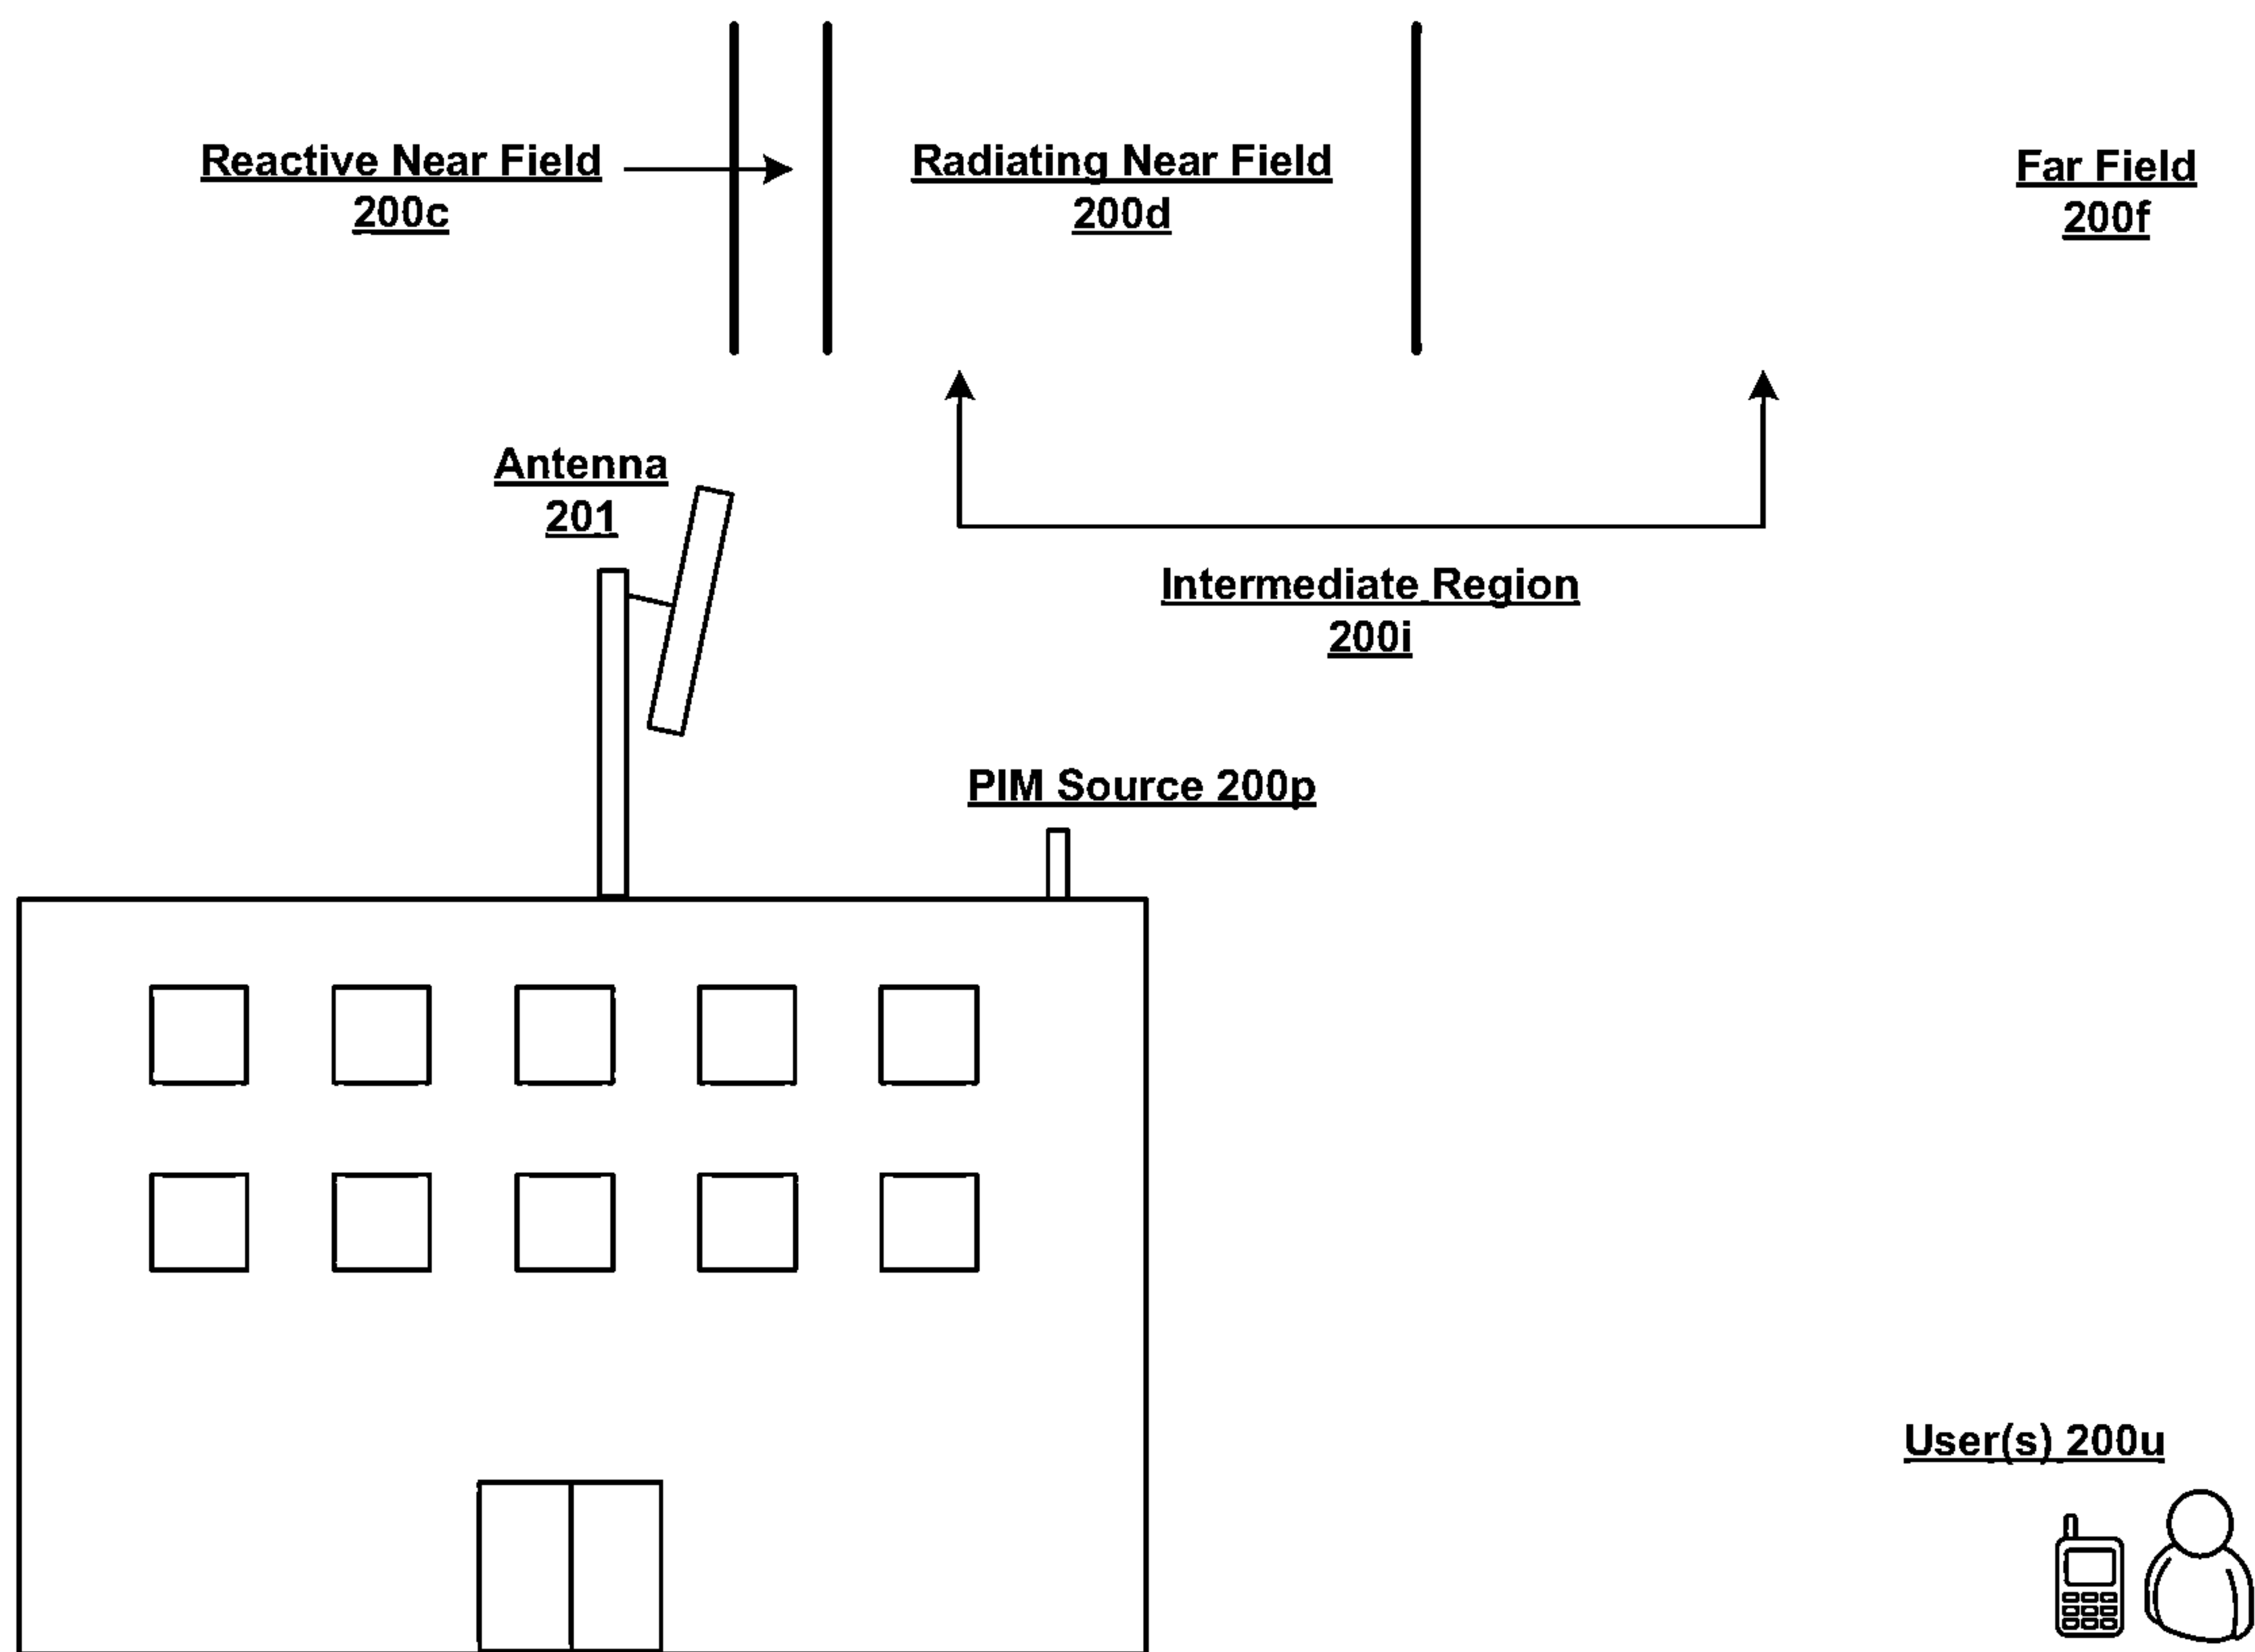 Reactive Near Field
200c
Radiating Near Field
200d
Far Field
200f
Antenna
201
Intermediate Region
200i
PIM Source 200p
User(s) 200u